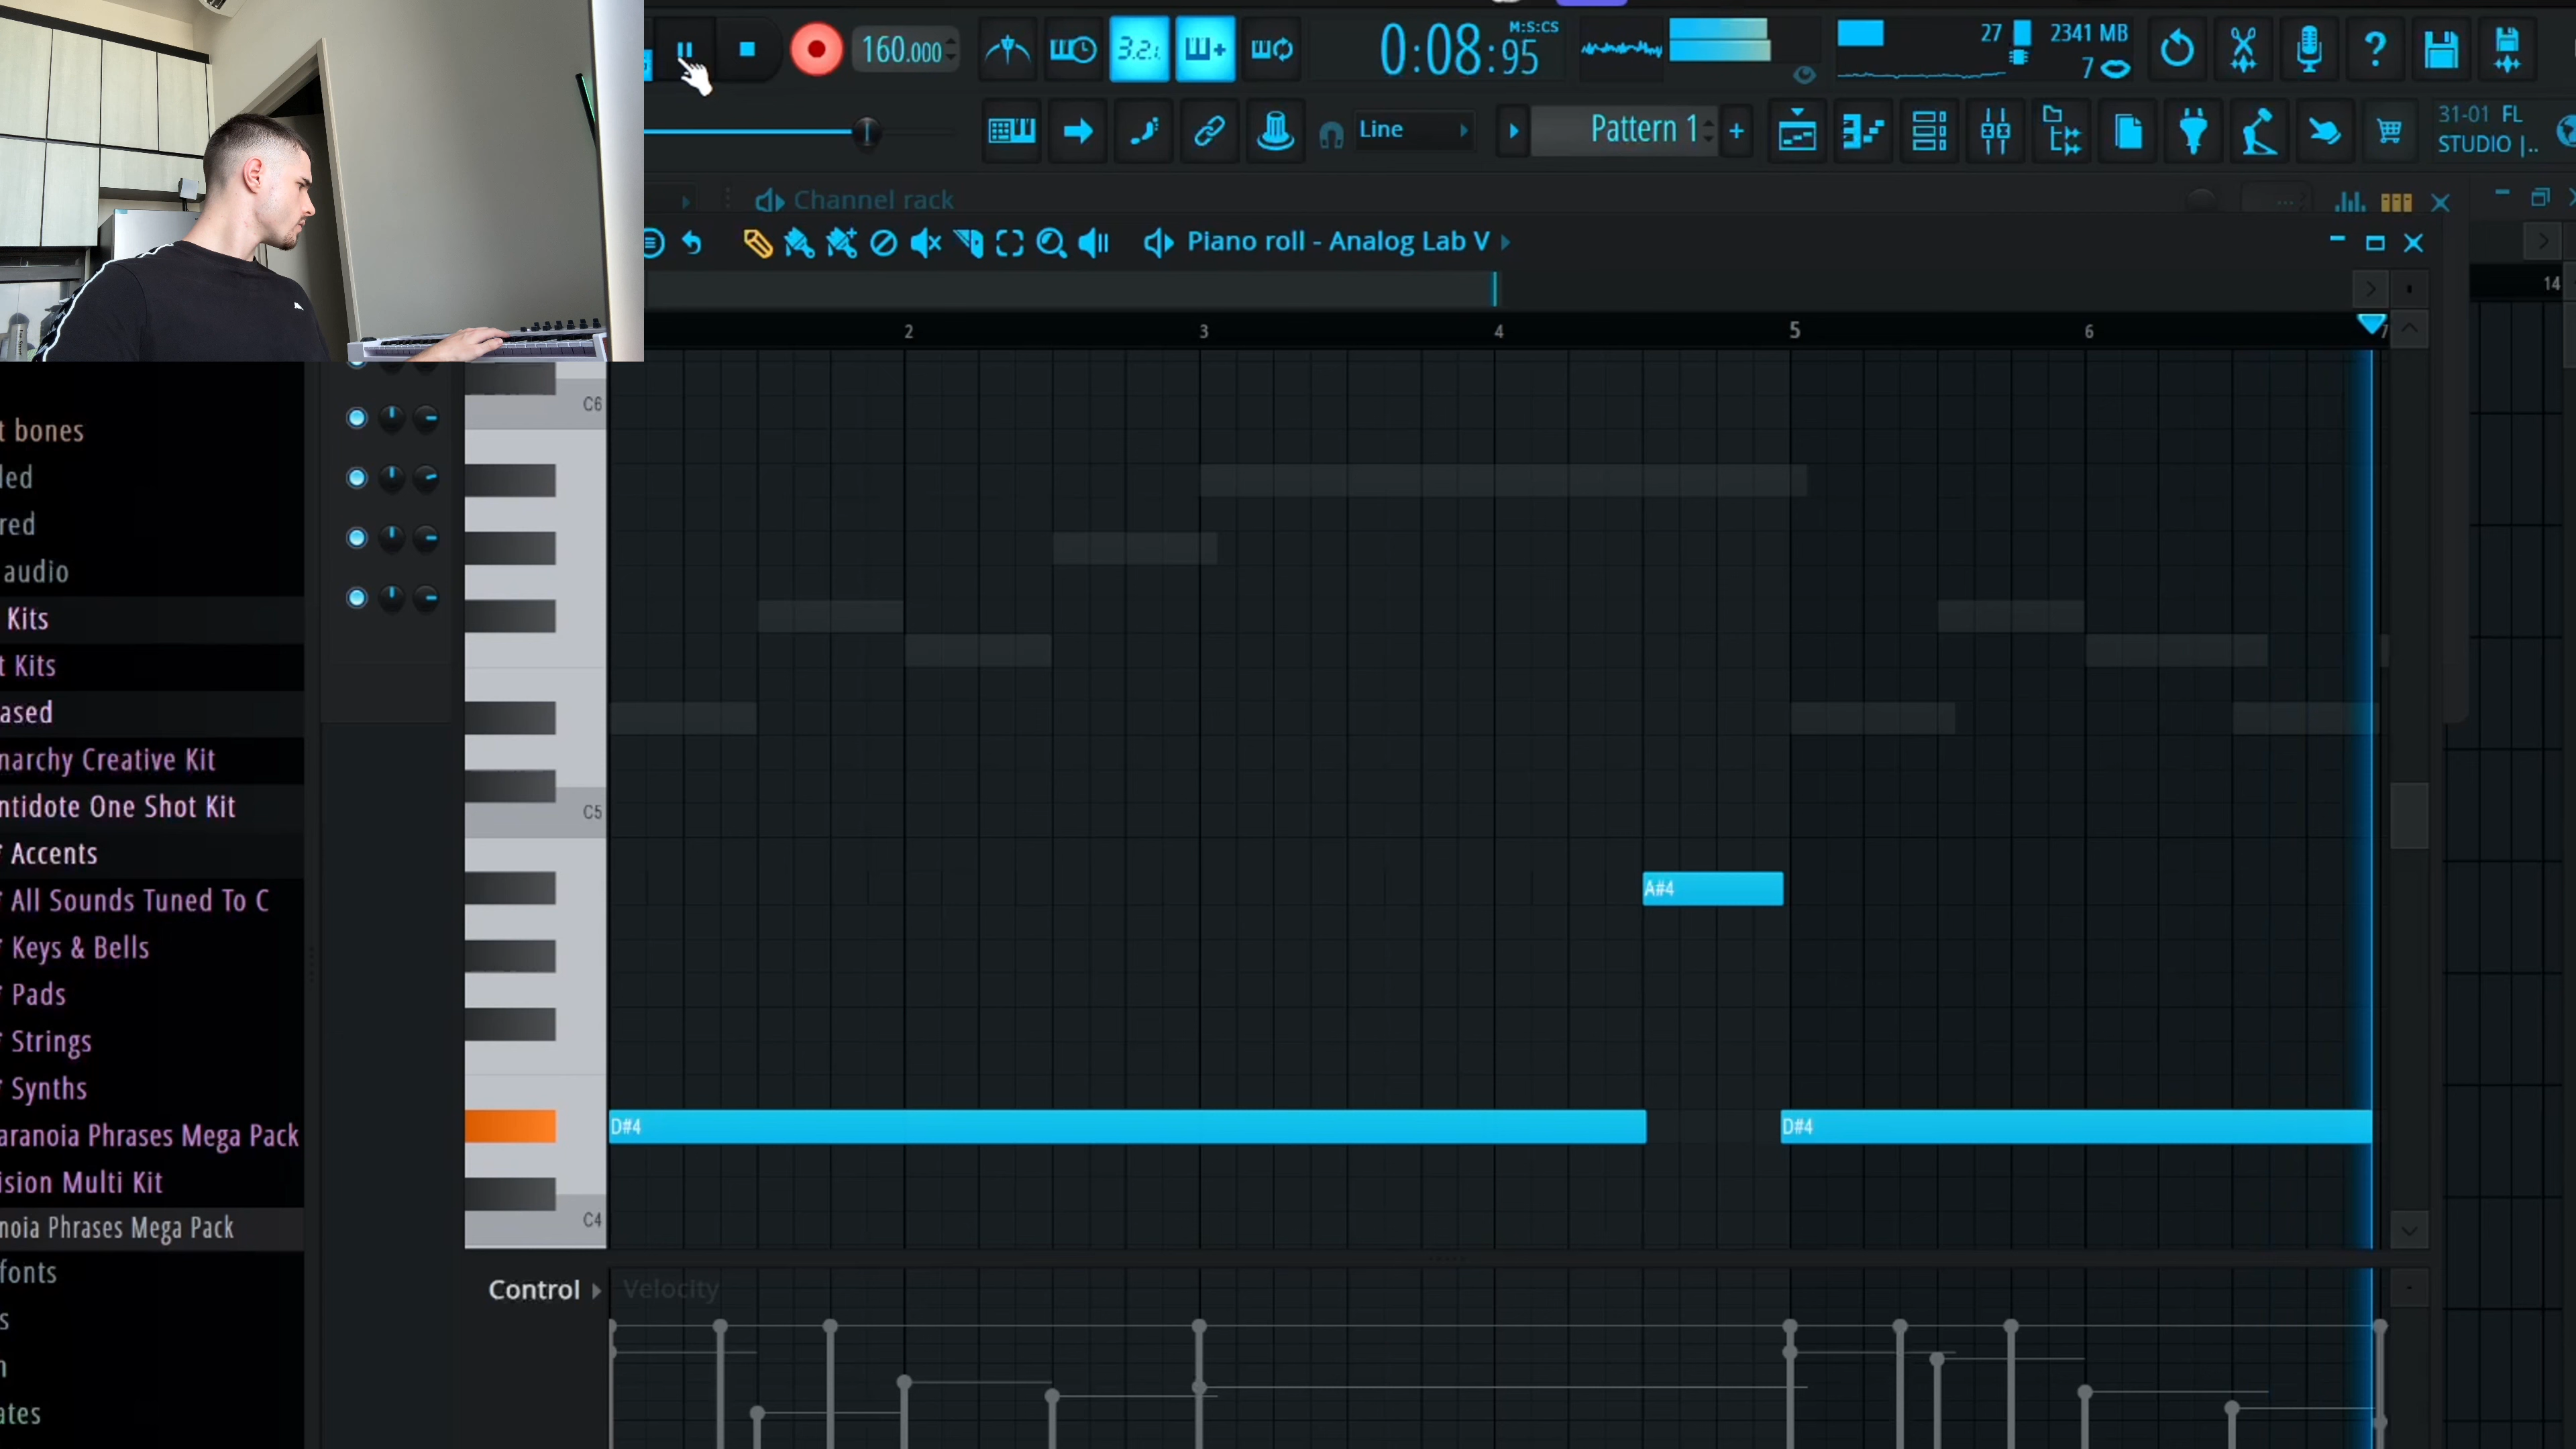 160.000
3.2.
0:08:95
M:S:CS
27
2341 MB
7
Line
Pattern 1
31-01 FL
STUDIO |..
Channel rack
Piano roll - Analog Lab V
14
2 3 4 5 6 7
C6
t bones
led
red
audio
Kits
t Kits
ased
narchy Creative Kit
C5
ntidote One Shot Kit
Accents
A#4
All Sounds Tuned To C
Keys & Bells
Pads
Strings
Synths
D#4
D#4
aranoia Phrases Mega Pack
ision Multi Kit
C4
noia Phrases Mega Pack
fonts
Control
Velocity
s
n
ates